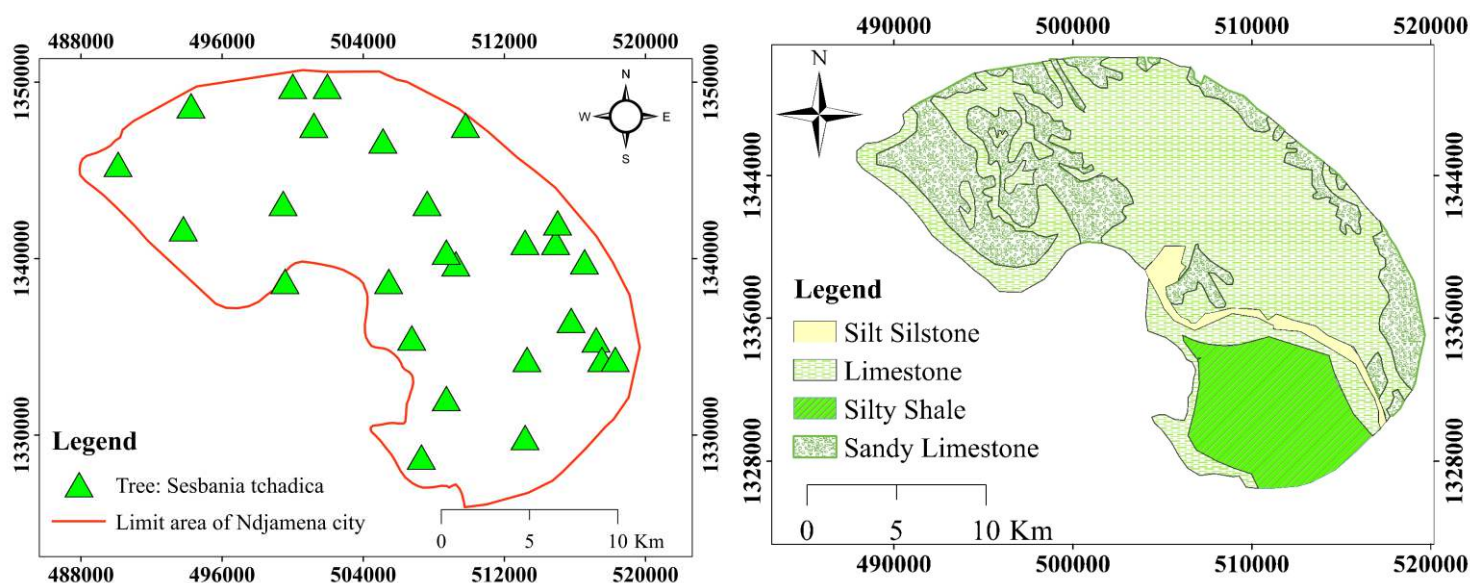 488000 496000 504000 512000 520000
1350000
1340000
1330000
N
W E
S
Legend
Tree: Sesbania tchadica
Limit area of Ndjamena city
0 5 10 Km
1350000
1340000
1330000
488000 496000 504000 512000 520000
490000 500000 510000 520000
N
1344000
1336000
1328000
Legend
Silt Silstone
Limestone
Silty Shale
Sandy Limestone
0 5 10 Km
1344000
1336000
1328000
490000 500000 510000 520000